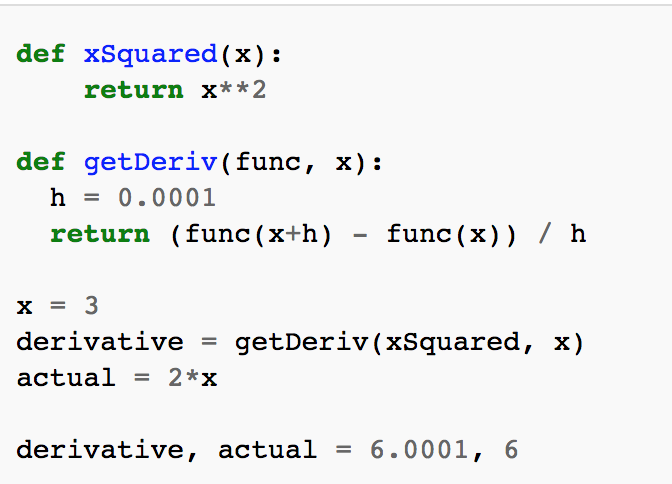 def xSquared(x):
    return x**2

def getDeriv(func, x):
  h = 0.0001
  return (func(x+h) - func(x)) / h

x = 3
derivative = getDeriv(xSquared, x)
actual = 2*x

derivative, actual = 6.0001, 6